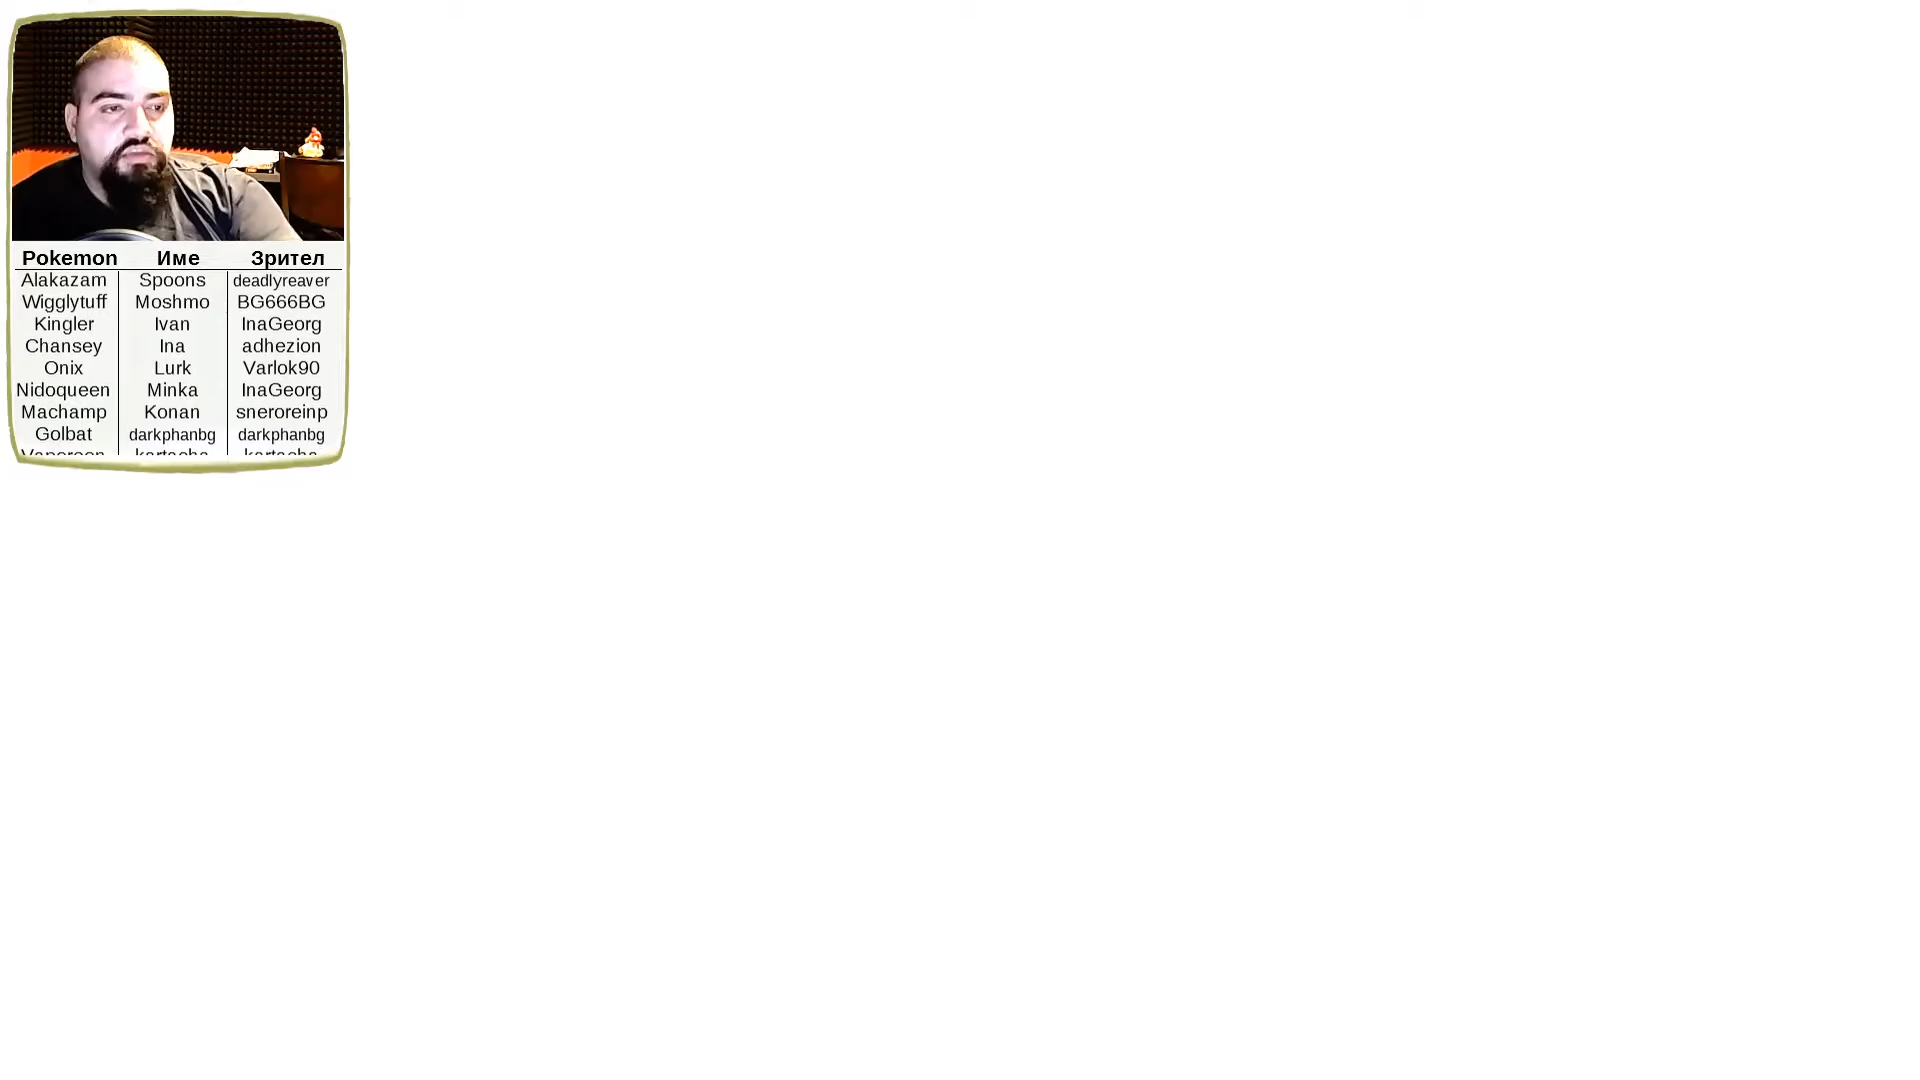 Pokemon Име Зрител
Alakazam Spoons deadlyreaver
Wigglytuff Moshmo BG666BG
Kingler Ivan InaGeorg
Chansey Ina adhezion
Onix Lurk Varlok90
Nidoqueen Minka InaGeorg
Machamp Konan sneroreinp
Golbat darkphanbg darkphanbg